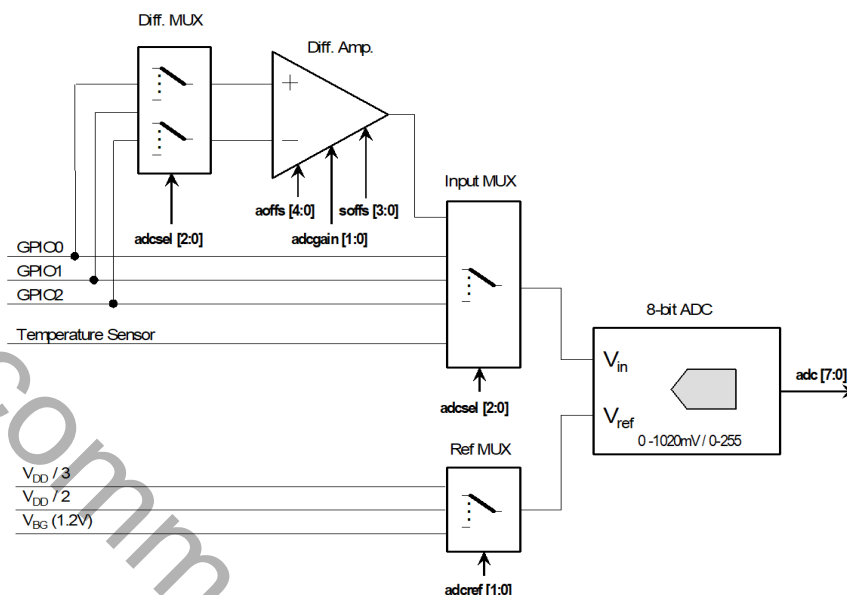 Diff. MUX
Diff. Amp.
+
−
aoffs [4:0]
soffs [3:0]
adcsel [2:0]
adcgain [1:0]
Input MUX
GPIO0
GPIO1
GPIO2
Temperature Sensor
adcsel [2:0]
8-bit ADC
Vin
Vref
0 -1020mV / 0-255
adc [7:0]
Ref MUX
VDD / 3
VDD / 2
VBG (1.2V)
adcref [1:0]
comm